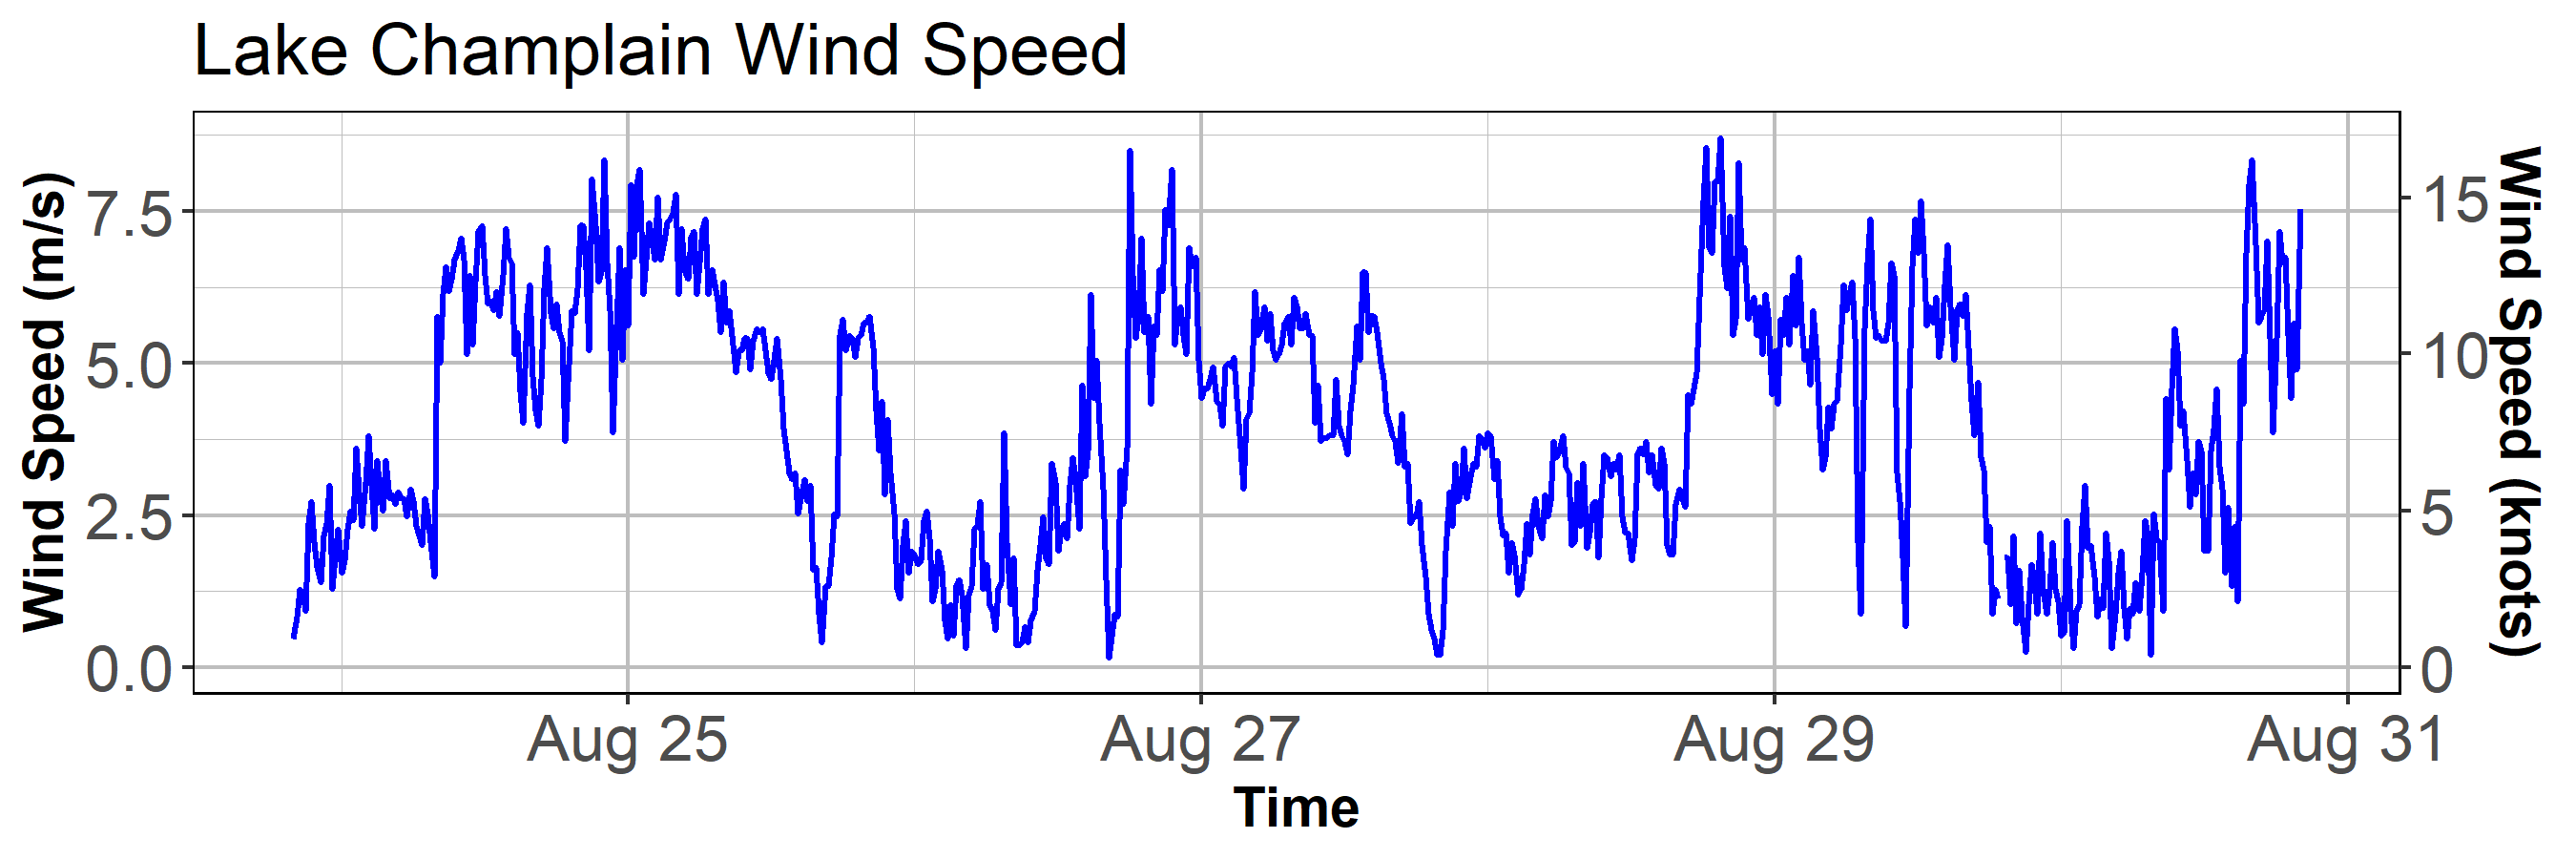 Lake Champlain Wind Speed
Wind Speed (m/s)
7.5
5.0
2.5
0.0
15
10
5
0
Wind Speed (knots)
Aug 25
Aug 27
Aug 29
Aug 31
Time